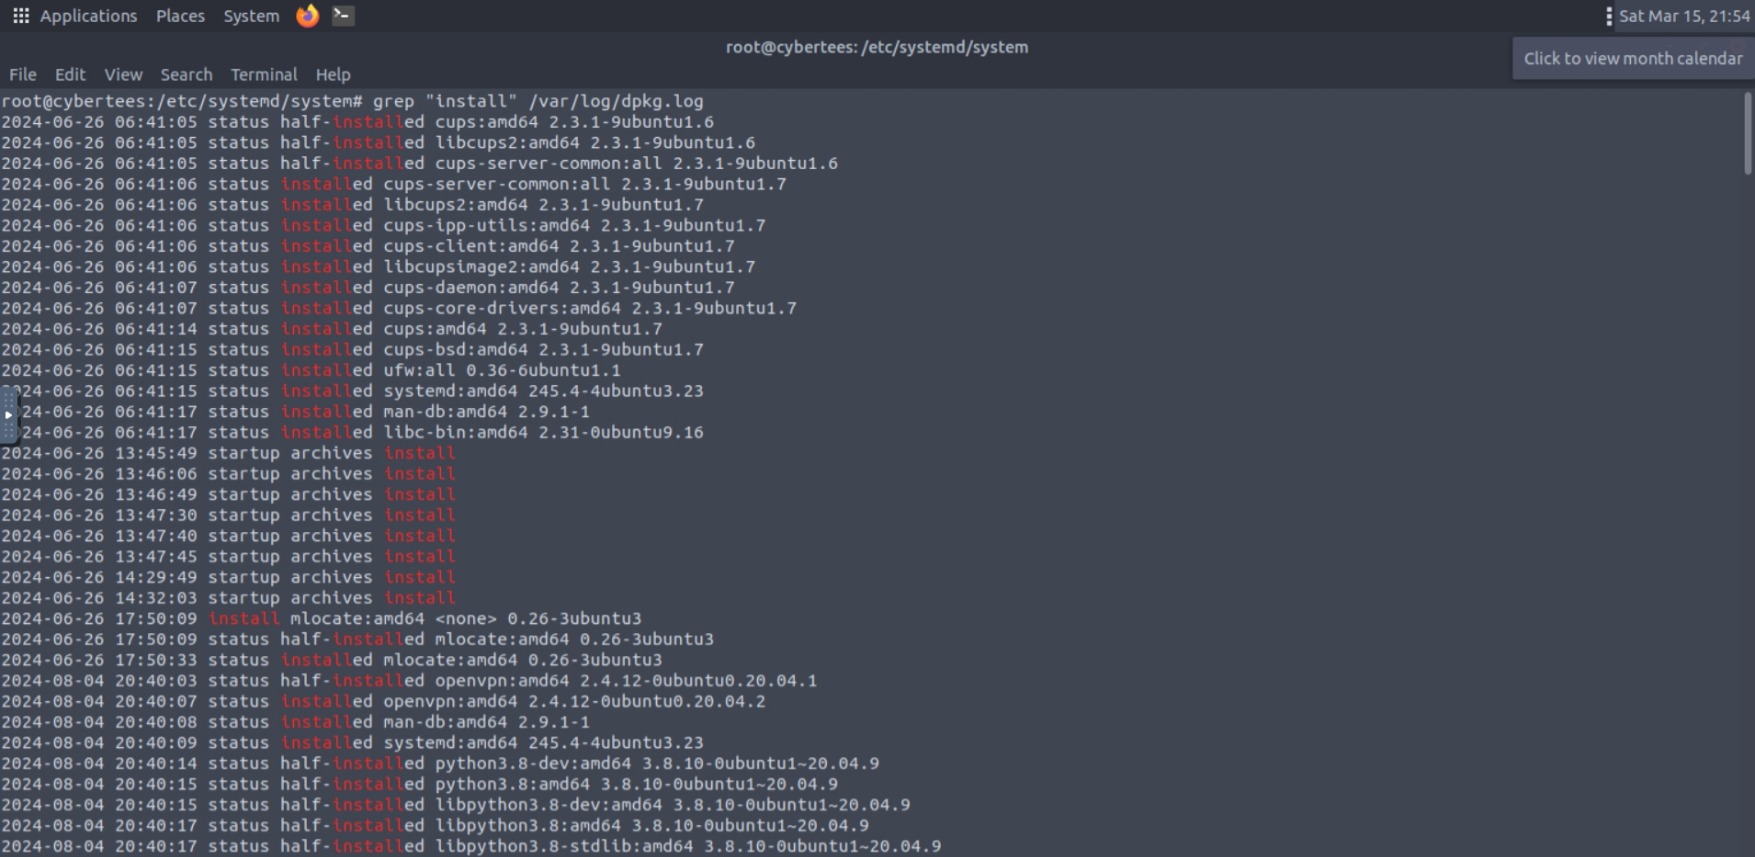 Applications Places System Sat Mar 15, 21:54
root@cybertees: /etc/systemd/system
Click to view month calendar
File Edit View Search Terminal Help
root@cybertees:/etc/systemd/system# grep "install" /var/log/dpkg.log
2024-06-26 06:41:05 status half-installed cups:amd64 2.3.1-9ubuntu1.6
2024-06-26 06:41:05 status half-installed libcups2:amd64 2.3.1-9ubuntu1.6
2024-06-26 06:41:05 status half-installed cups-server-common:all 2.3.1-9ubuntu1.6
2024-06-26 06:41:06 status installed cups-server-common:all 2.3.1-9ubuntu1.7
2024-06-26 06:41:06 status installed libcups2:amd64 2.3.1-9ubuntu1.7
2024-06-26 06:41:06 status installed cups-ipp-utils:amd64 2.3.1-9ubuntu1.7
2024-06-26 06:41:06 status installed cups-client:amd64 2.3.1-9ubuntu1.7
2024-06-26 06:41:06 status installed libcupsimage2:amd64 2.3.1-9ubuntu1.7
2024-06-26 06:41:07 status installed cups-daemon:amd64 2.3.1-9ubuntu1.7
2024-06-26 06:41:07 status installed cups-core-drivers:amd64 2.3.1-9ubuntu1.7
2024-06-26 06:41:14 status installed cups:amd64 2.3.1-9ubuntu1.7
2024-06-26 06:41:15 status installed cups-bsd:amd64 2.3.1-9ubuntu1.7
2024-06-26 06:41:15 status installed ufw:all 0.36-6ubuntu1.1
2024-06-26 06:41:15 status installed systemd:amd64 245.4-4ubuntu3.23
24-06-26 06:41:17 status installed man-db:amd64 2.9.1-1
24-06-26 06:41:17 status installed libc-bin:amd64 2.31-0ubuntu9.16
2024-06-26 13:45:49 startup archives install
2024-06-26 13:46:06 startup archives install
2024-06-26 13:46:49 startup archives install
2024-06-26 13:47:30 startup archives install
2024-06-26 13:47:40 startup archives install
2024-06-26 13:47:45 startup archives install
2024-06-26 14:29:49 startup archives install
2024-06-26 14:32:03 startup archives install
2024-06-26 17:50:09 install mlocate:amd64 <none> 0.26-3ubuntu3
2024-06-26 17:50:09 status half-installed mlocate:amd64 0.26-3ubuntu3
2024-06-26 17:50:33 status installed mlocate:amd64 0.26-3ubuntu3
2024-08-04 20:40:03 status half-installed openvpn:amd64 2.4.12-0ubuntu0.20.04.1
2024-08-04 20:40:07 status installed openvpn:amd64 2.4.12-0ubuntu0.20.04.2
2024-08-04 20:40:08 status installed man-db:amd64 2.9.1-1
2024-08-04 20:40:09 status installed systemd:amd64 245.4-4ubuntu3.23
2024-08-04 20:40:14 status half-installed python3.8-dev:amd64 3.8.10-0ubuntu1~20.04.9
2024-08-04 20:40:15 status half-installed python3.8:amd64 3.8.10-0ubuntu1~20.04.9
2024-08-04 20:40:15 status half-installed libpython3.8-dev:amd64 3.8.10-0ubuntu1~20.04.9
2024-08-04 20:40:17 status half-installed libpython3.8:amd64 3.8.10-0ubuntu1~20.04.9
2024-08-04 20:40:17 status half-installed libpython3.8-stdlib:amd64 3.8.10-0ubuntu1~20.04.9